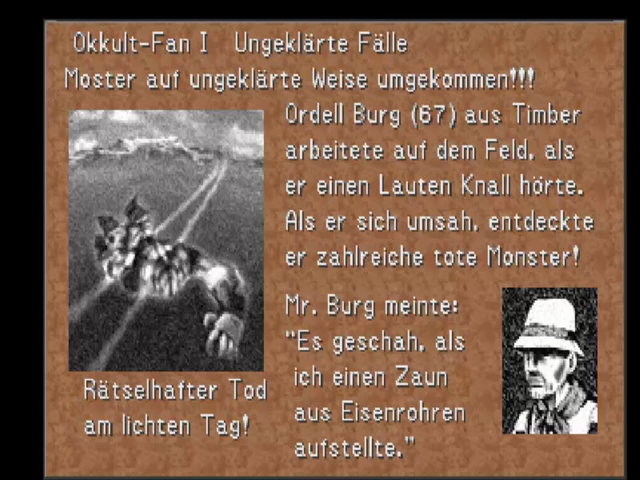 Okkult-Fan I Ungeklärte Fälle
Moster auf ungeklärte Weise umgekommen!!!
Ordell Burg (67) aus Timber
arbeitete auf dem Feld, als
er einen Lauten Knall hörte.
Als er sich umsah, entdeckte
er zahlreiche tote Monster!
Mr. Burg meinte:
"Es geschah, als
ich einen Zaun
aus Eisenrohren
aufstellte."
Rätselhafter Tod
am lichten Tag!